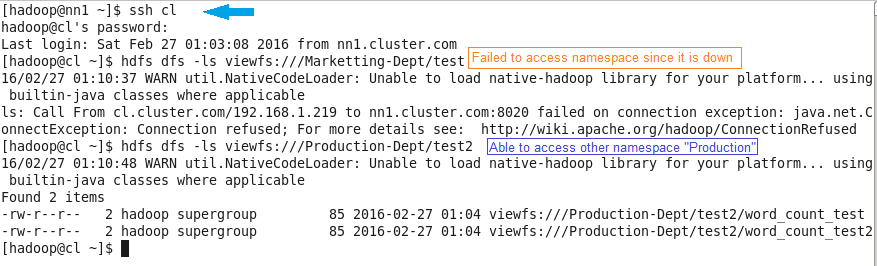 [hadoop@nn1 ~]$ ssh cl
hadoop@cl's password:
Last login: Sat Feb 27 01:03:08 2016 from nn1.cluster.com
[hadoop@cl ~]$ hdfs dfs -ls viewfs:///Marketting-Dept/test Failed to access namespace since it is down
16/02/27 01:10:37 WARN util.NativeCodeLoader: Unable to load native-hadoop library for your platform... using
builtin-java classes where applicable
ls: Call From cl.cluster.com/192.168.1.219 to nn1.cluster.com:8020 failed on connection exception: java.net.C
onnectException: Connection refused; For more details see:  http://wiki.apache.org/hadoop/ConnectionRefused
[hadoop@cl ~]$ hdfs dfs -ls viewfs:///Production-Dept/test2 Able to access other namespace "Production"
16/02/27 01:10:48 WARN util.NativeCodeLoader: Unable to load native-hadoop library for your platform... using
builtin-java classes where applicable
Found 2 items
-rw-r--r--   2 hadoop supergroup         85 2016-02-27 01:04 viewfs:///Production-Dept/test2/word_count_test
-rw-r--r--   2 hadoop supergroup         85 2016-02-27 01:04 viewfs:///Production-Dept/test2/word_count_test2
[hadoop@cl ~]$